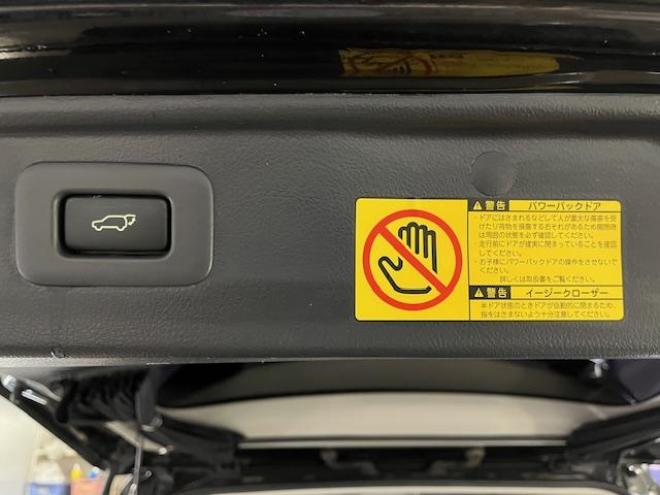 警告 パワーバックドア
・ドアにはさまれるなどして人が重大な傷害を受
けたり荷物を損傷するおそれがあるため開閉時
は周囲の状態を必ず確認してください。
・走行前にドアが確実に閉まっていることを確認
してください。
・お子様にパワーバックドアの操作をさせないで
ください。
詳しくは取扱書をご覧ください。
警告 イージークローザー
※ドア状態のときドアが自動的に閉まるため、
指をはさまないよう十分注意してください。